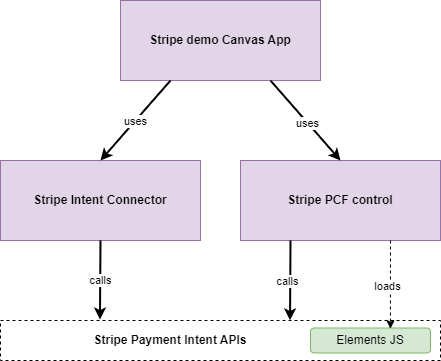 Stripe demo Canvas App
uses
uses
Stripe Intent Connector
Stripe PCF control
calls
calls
loads
Stripe Payment Intent APIs
Elements JS